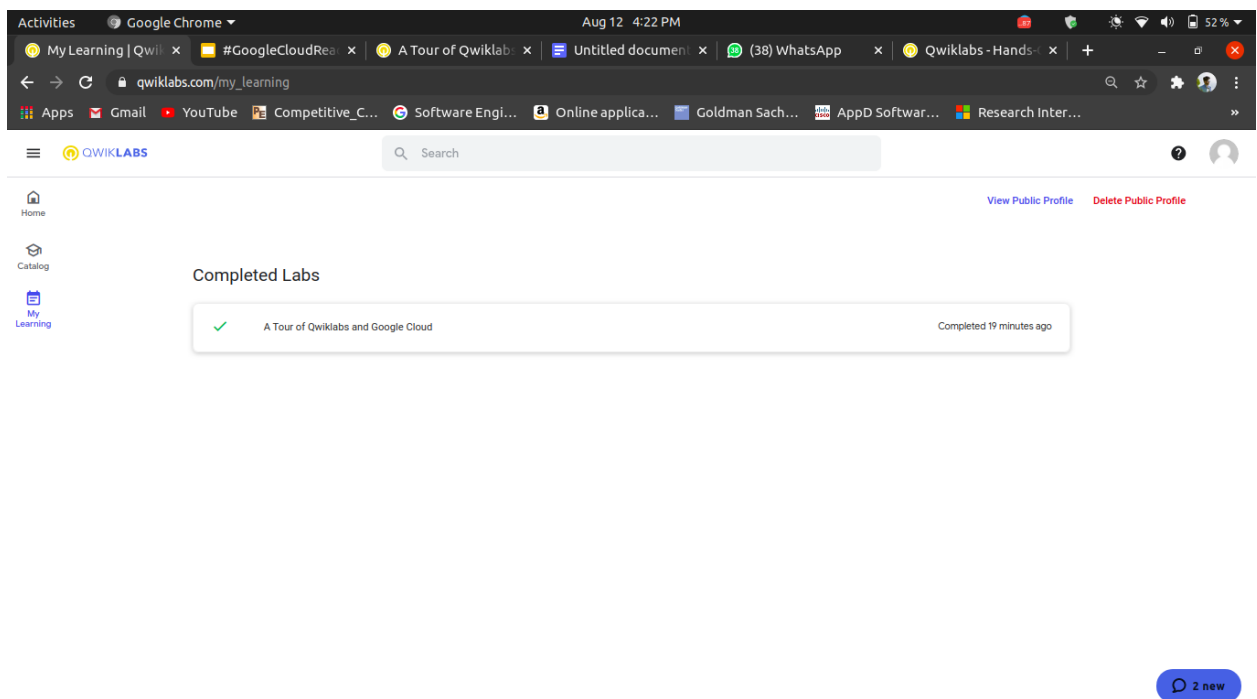 Activities Google Chrome Aug 12 4:22 PM 87 52 %
My Learning | Qwik #GoogleCloudRea A Tour of Qwiklabs Untitled document (38) WhatsApp Qwiklabs - Hands-
qwiklabs.com/my_learning
Apps Gmail YouTube Competitive_C... Software Engi... Online applica... Goldman Sach... AppD Softwar... Research Inter... »
QWIKLABS Search
Home View Public Profile Delete Public Profile
Catalog
Completed Labs
My
Learning
A Tour of Qwiklabs and Google Cloud Completed 19 minutes ago
2 new